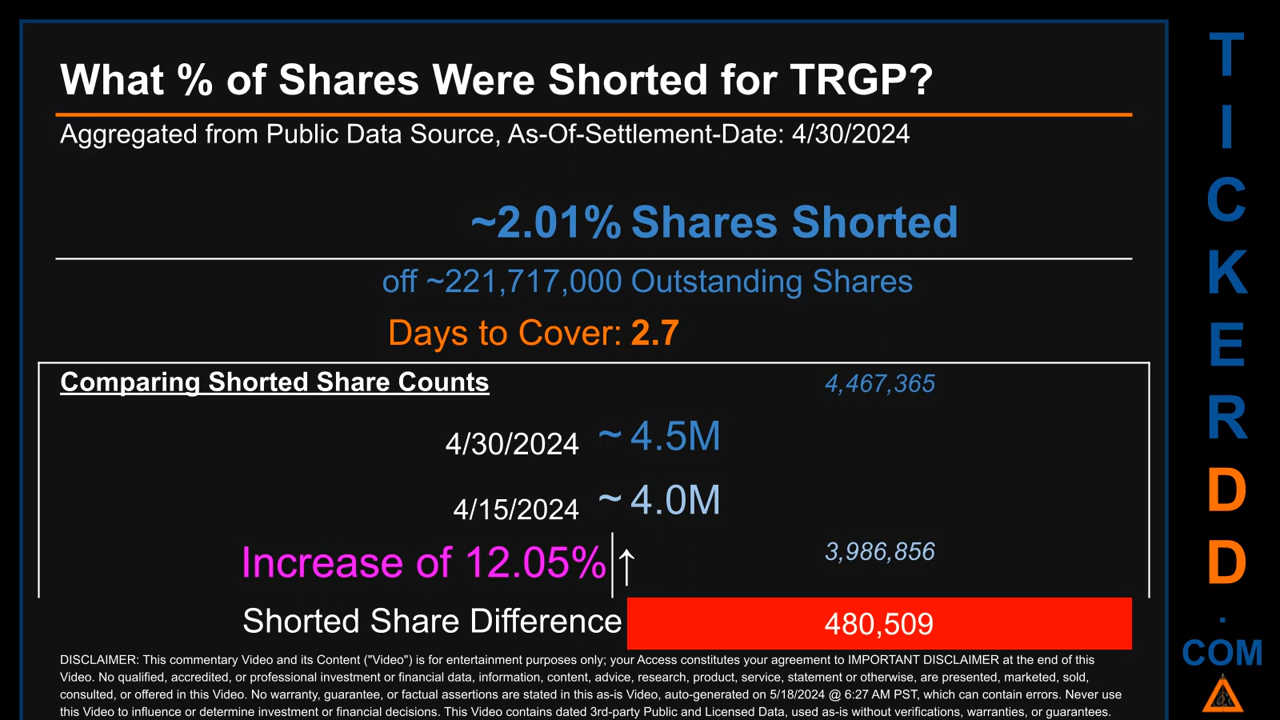 What % of Shares Were Shorted for TRGP?
Aggregated from Public Data Source, As-Of-Settlement-Date: 4/30/2024
~2.01% Shares Shorted
off ~221,717,000 Outstanding Shares
Days to Cover: 2.7
Comparing Shorted Share Counts
4,467,365
4/30/2024 ~ 4.5M
4/15/2024 ~ 4.0M
Increase of 12.05% ↑
3,986,856
Shorted Share Difference 480,509
DISCLAIMER: This commentary Video and its Content ("Video") is for entertainment purposes only; your Access constitutes your agreement to IMPORTANT DISCLAIMER at the end of this
Video. No qualified, accredited, or professional investment or financial data, information, content, advice, research, product, service, statement or otherwise, are presented, marketed, sold,
consulted, or offered in this Video. No warranty, guarantee, or factual assertions are stated in this as-is Video, auto-generated on 5/18/2024 @ 6:27 AM PST, which can contain errors. Never use
this Video to influence or determine investment or financial decisions. This Video contains dated 3rd-party Public and Licensed Data, used as-is without verifications, warranties, or guarantees.
T
I
C
K
E
R
D
D
.
COM